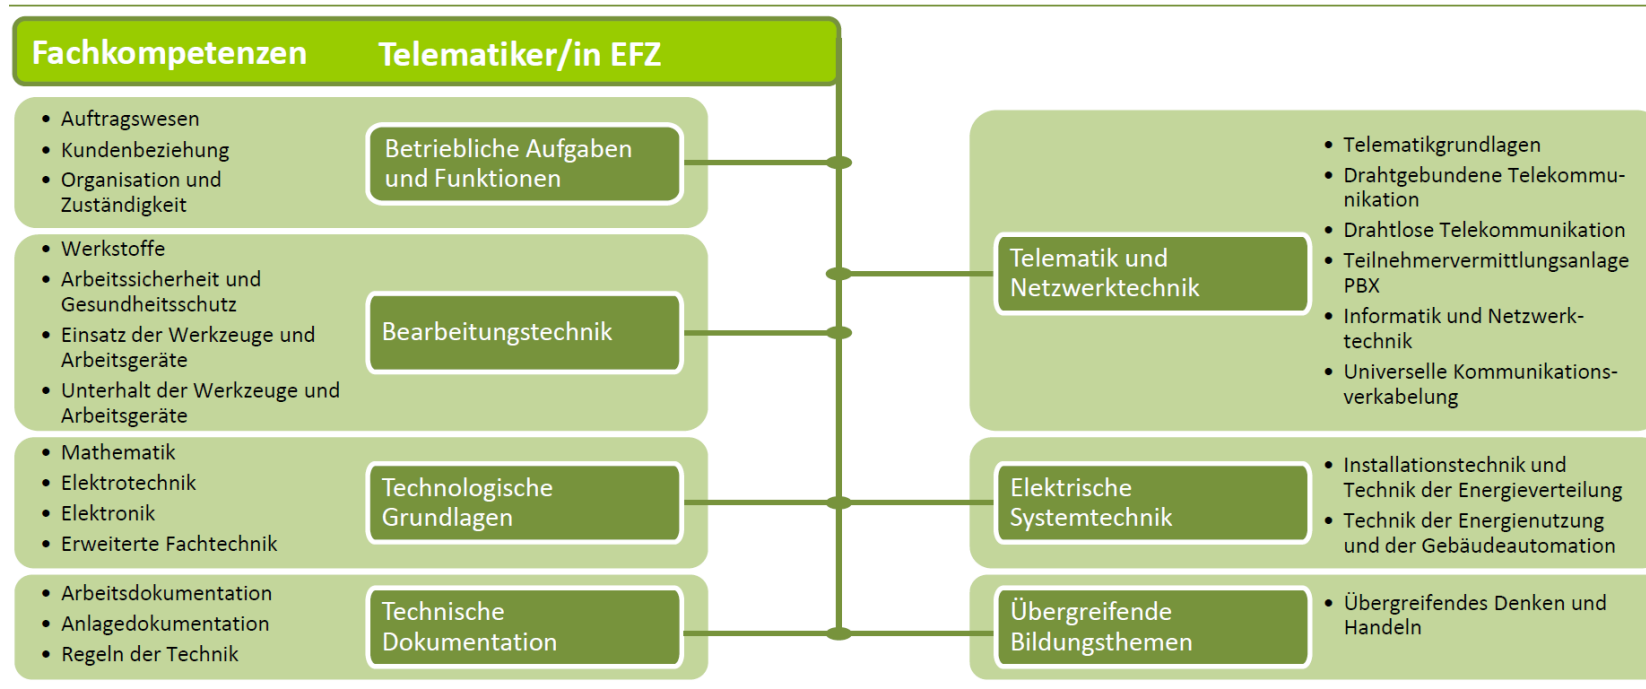 Fachkompetenzen Telematiker/in EFZ
• Auftragswesen
• Kundenbeziehung
• Organisation und
Zuständigkeit
Betriebliche Aufgaben
und Funktionen
• Werkstoffe
• Arbeitssicherheit und
Gesundheitsschutz
• Einsatz der Werkzeuge und
Arbeitsgeräte
• Unterhalt der Werkzeuge und
Arbeitsgeräte
Bearbeitungstechnik
• Mathematik
• Elektrotechnik
• Elektronik
• Erweiterte Fachtechnik
Technologische
Grundlagen
• Arbeitsdokumentation
• Anlagedokumentation
• Regeln der Technik
Technische
Dokumentation
Telematik und
Netzwerktechnik
• Telematikgrundlagen
• Drahtgebundene Telekommu-
nikation
• Drahtlose Telekommunikation
• Teilnehmervermittlungsanlage
PBX
• Informatik und Netzwerk-
technik
• Universelle Kommunikations-
verkabelung
Elektrische
Systemtechnik
• Installationstechnik und
Technik der Energieverteilung
• Technik der Energienutzung
und der Gebäudeautomation
Übergreifende
Bildungsthemen
• Übergreifendes Denken und
Handeln